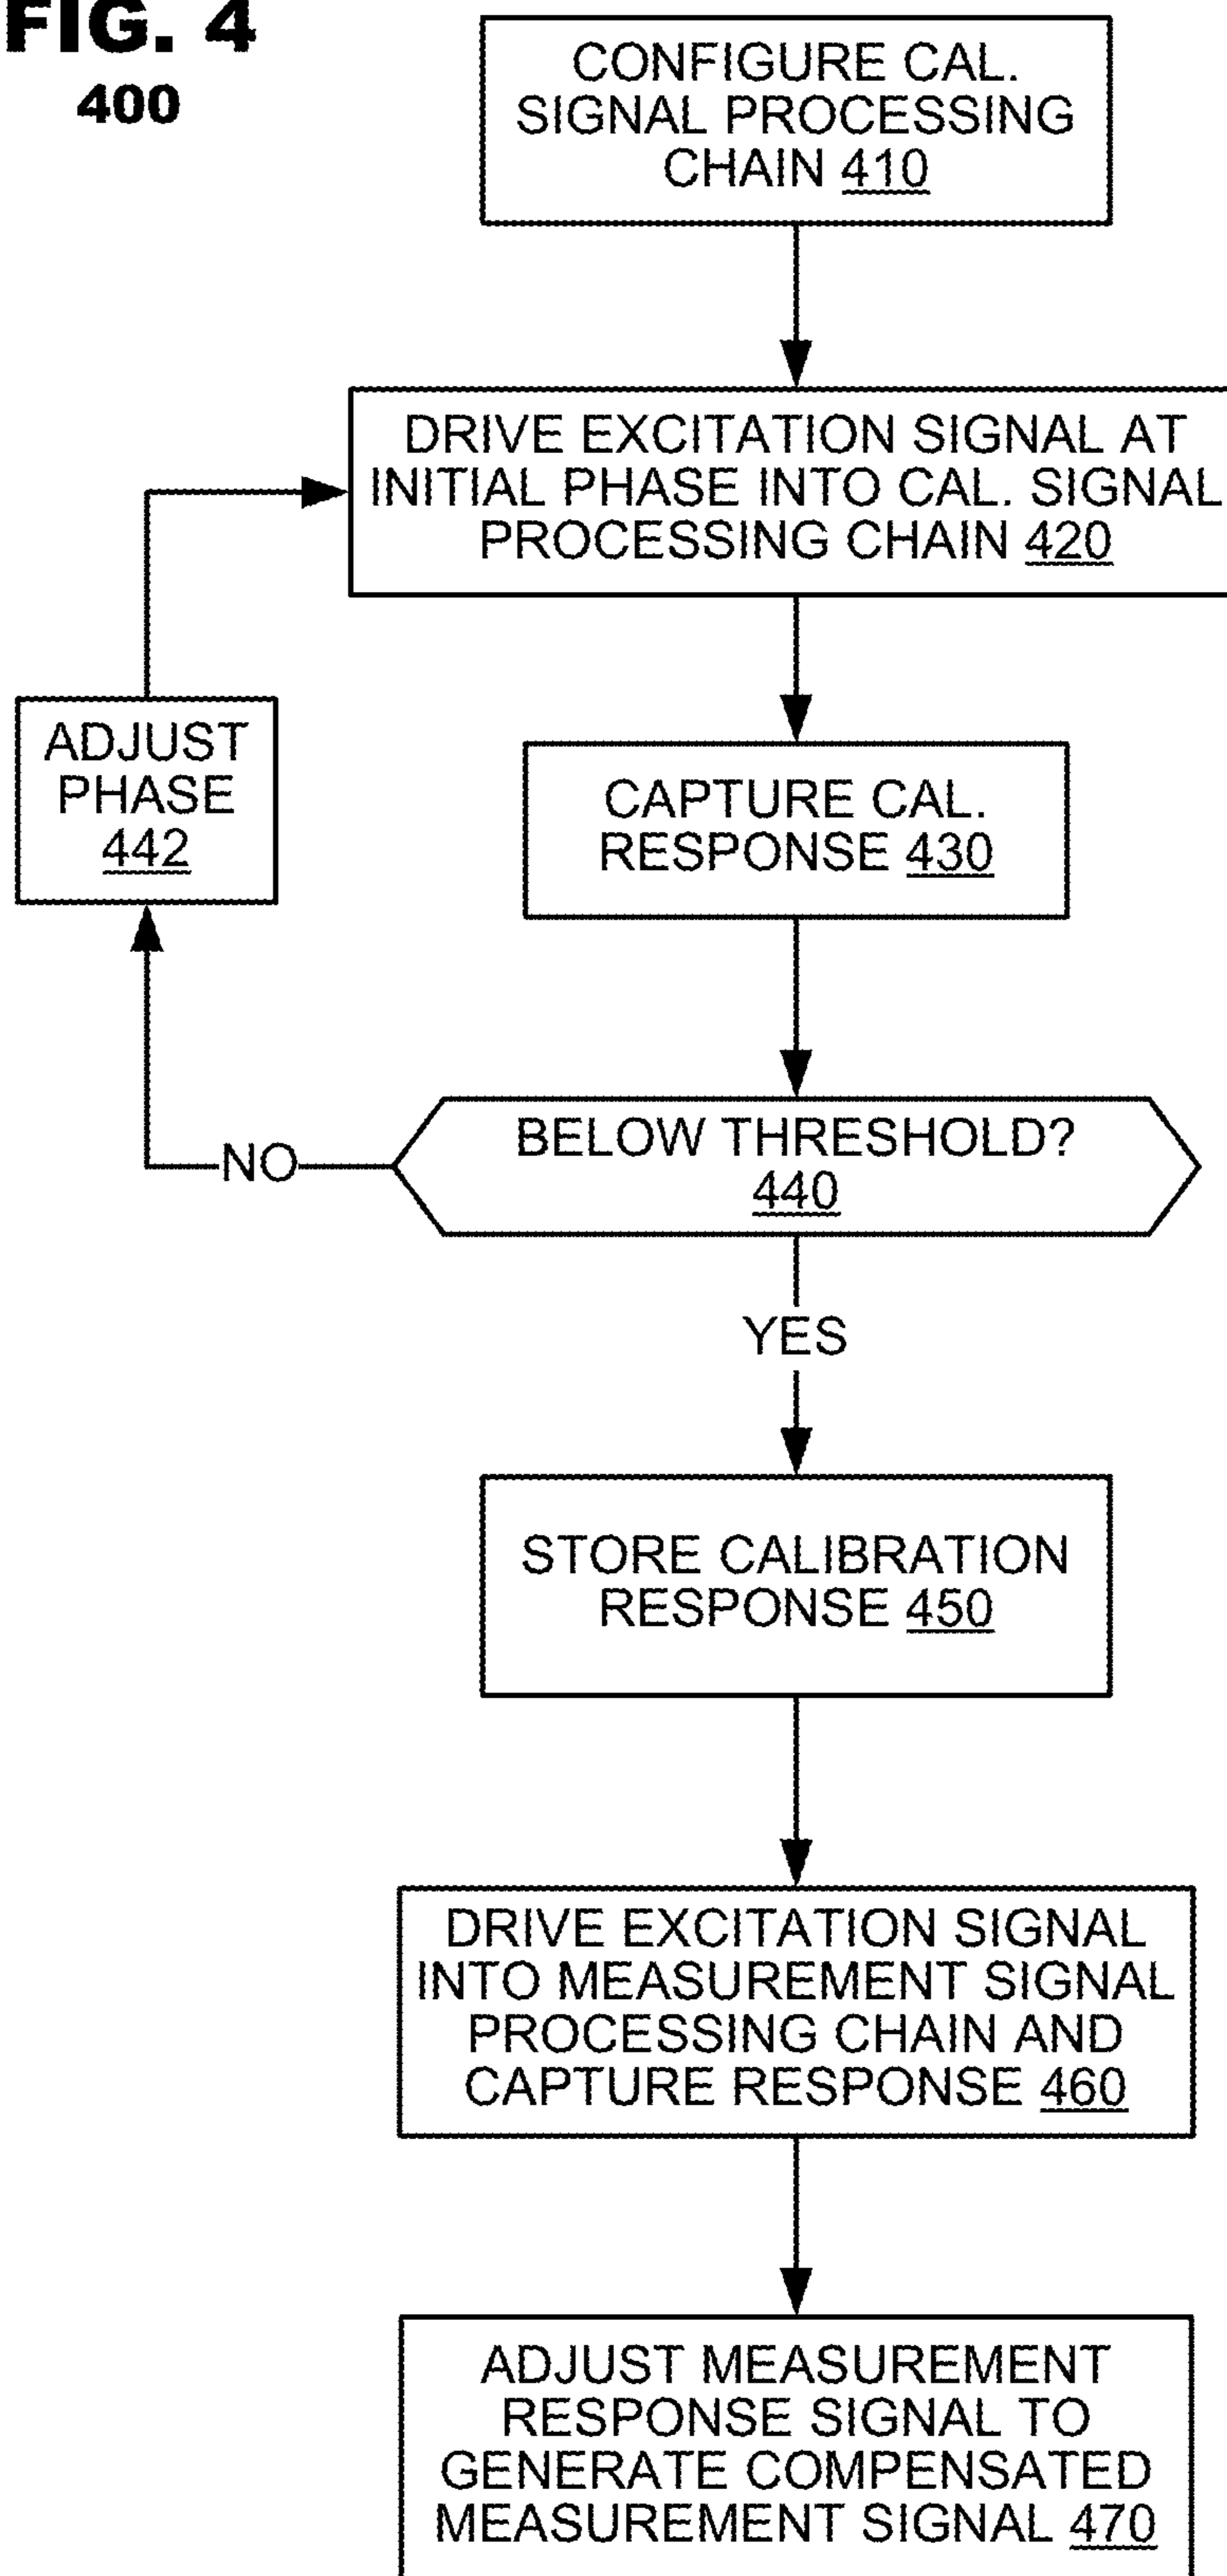 FIG. 4
400
CONFIGURE CAL.
SIGNAL PROCESSING
CHAIN 410
DRIVE EXCITATION SIGNAL AT
INITIAL PHASE INTO CAL. SIGNAL
PROCESSING CHAIN 420
ADJUST
PHASE
442
CAPTURE CAL.
RESPONSE 430
BELOW THRESHOLD?
440
NO
YES
STORE CALIBRATION
RESPONSE 450
DRIVE EXCITATION SIGNAL
INTO MEASUREMENT SIGNAL
PROCESSING CHAIN AND
CAPTURE RESPONSE 460
ADJUST MEASUREMENT
RESPONSE SIGNAL TO
GENERATE COMPENSATED
MEASUREMENT SIGNAL 470